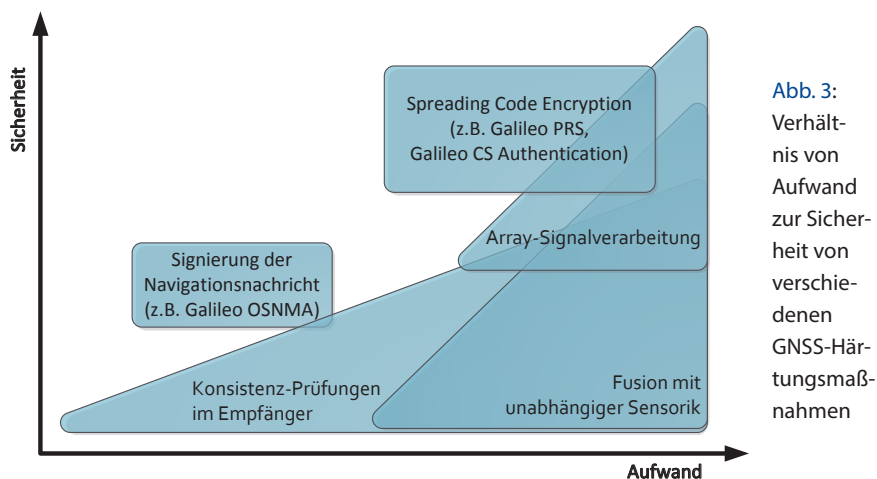 Sicherheit
Spreading Code Encryption
(z.B. Galileo PRS,
Galileo CS Authentication)
Array-Signalverarbeitung
Signierung der
Navigationsnachricht
(z.B. Galileo OSNMA)
Konsistenz-Prüfungen
im Empfänger
Fusion mit
unabhängiger Sensorik
Aufwand
Abb. 3:
Verhält-
nis von
Aufwand
zur Sicher-
heit von
verschie-
denen
GNSS-Här-
tungsmaß-
nahmen